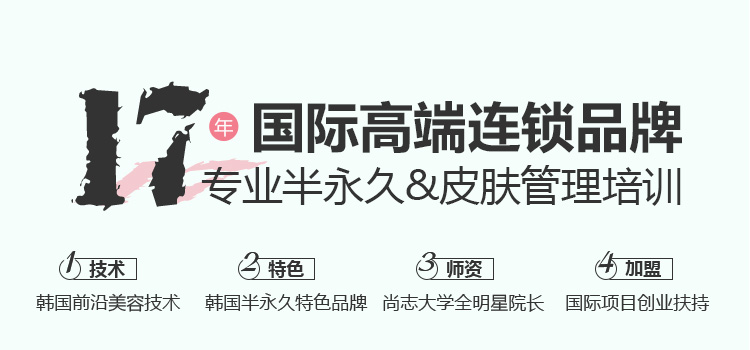 17年 国际高端连锁品牌
专业半永久&皮肤管理培训
1 技术
韩国前沿美容技术
2 特色
韩国半永久特色品牌
3 师资
尚志大学全明星院长
4 加盟
国际项目创业扶持